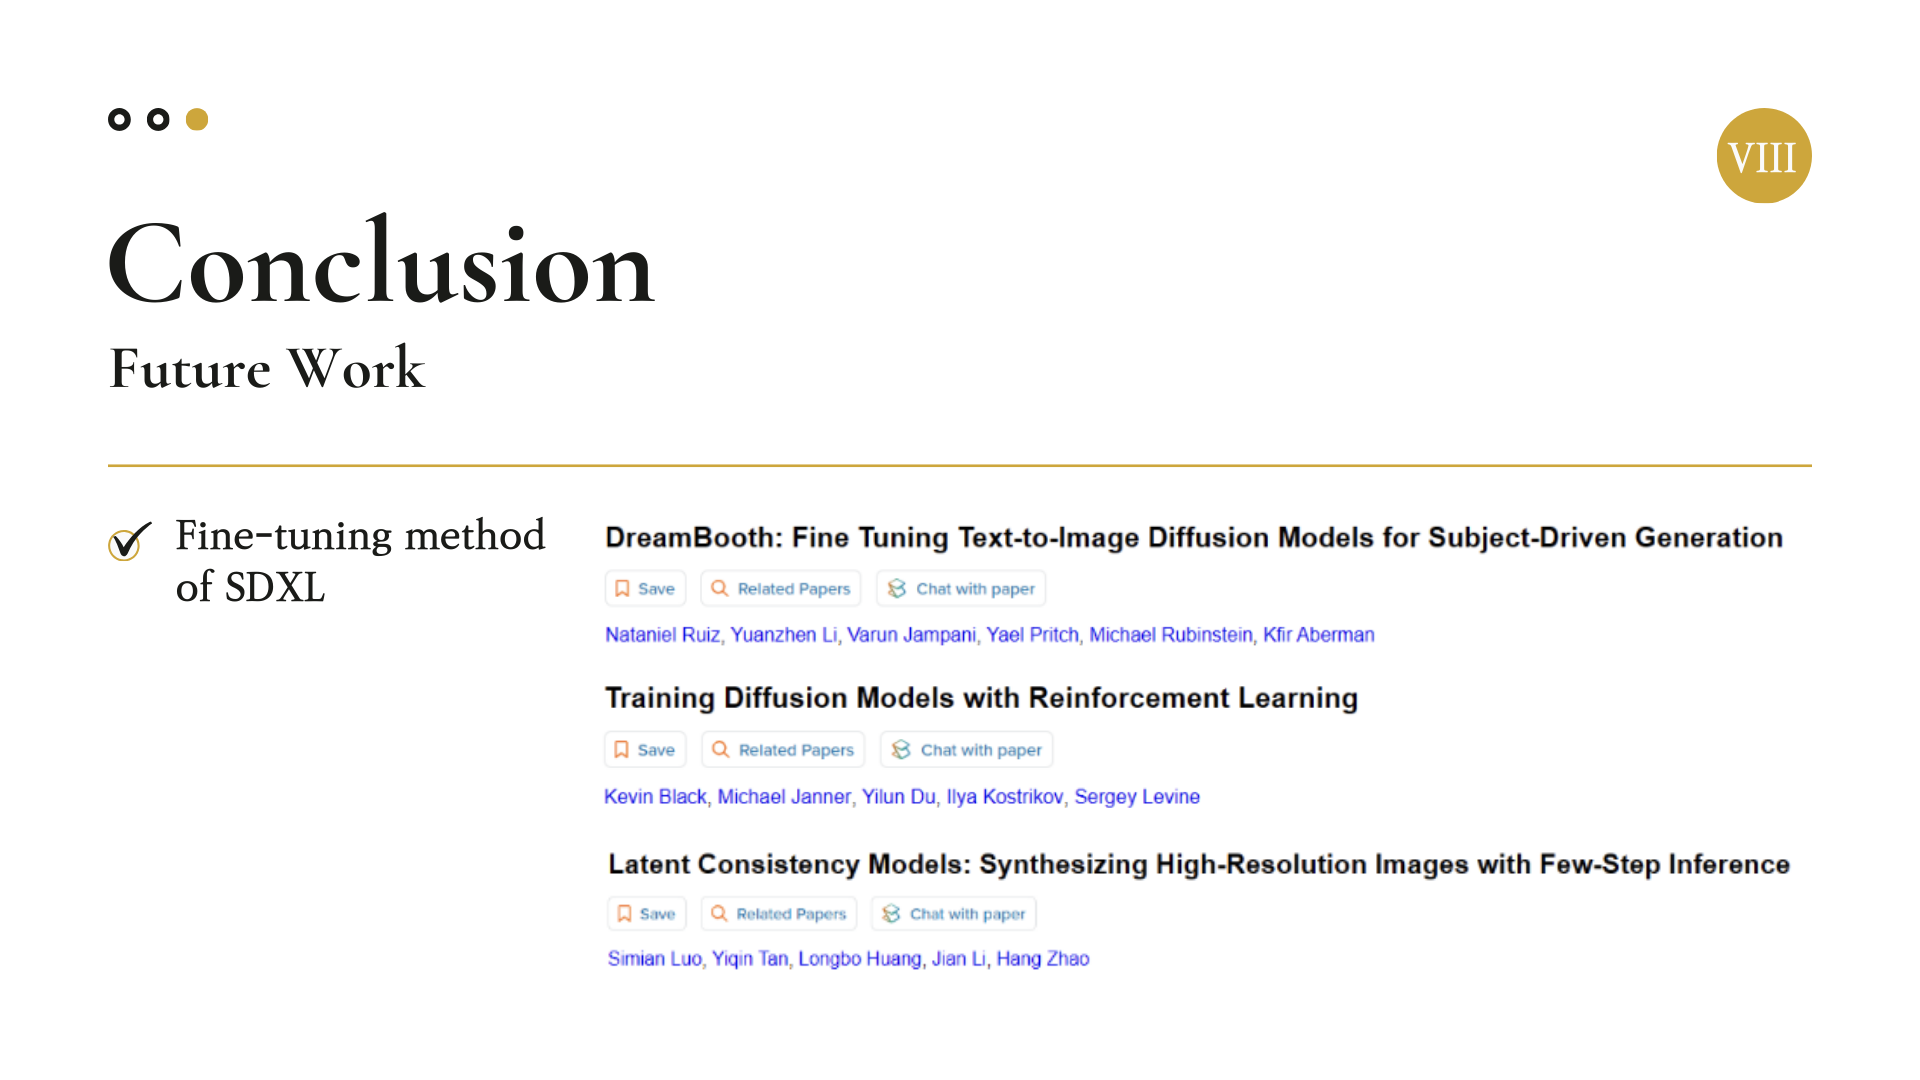 VIII
Conclusion
Future Work
Fine-tuning method
of SDXL
DreamBooth: Fine Tuning Text-to-Image Diffusion Models for Subject-Driven Generation
Save Related Papers Chat with paper
Nataniel Ruiz, Yuanzhen Li, Varun Jampani, Yael Pritch, Michael Rubinstein, Kfir Aberman
Training Diffusion Models with Reinforcement Learning
Save Related Papers Chat with paper
Kevin Black, Michael Janner, Yilun Du, Ilya Kostrikov, Sergey Levine
Latent Consistency Models: Synthesizing High-Resolution Images with Few-Step Inference
Save Related Papers Chat with paper
Simian Luo, Yiqin Tan, Longbo Huang, Jian Li, Hang Zhao